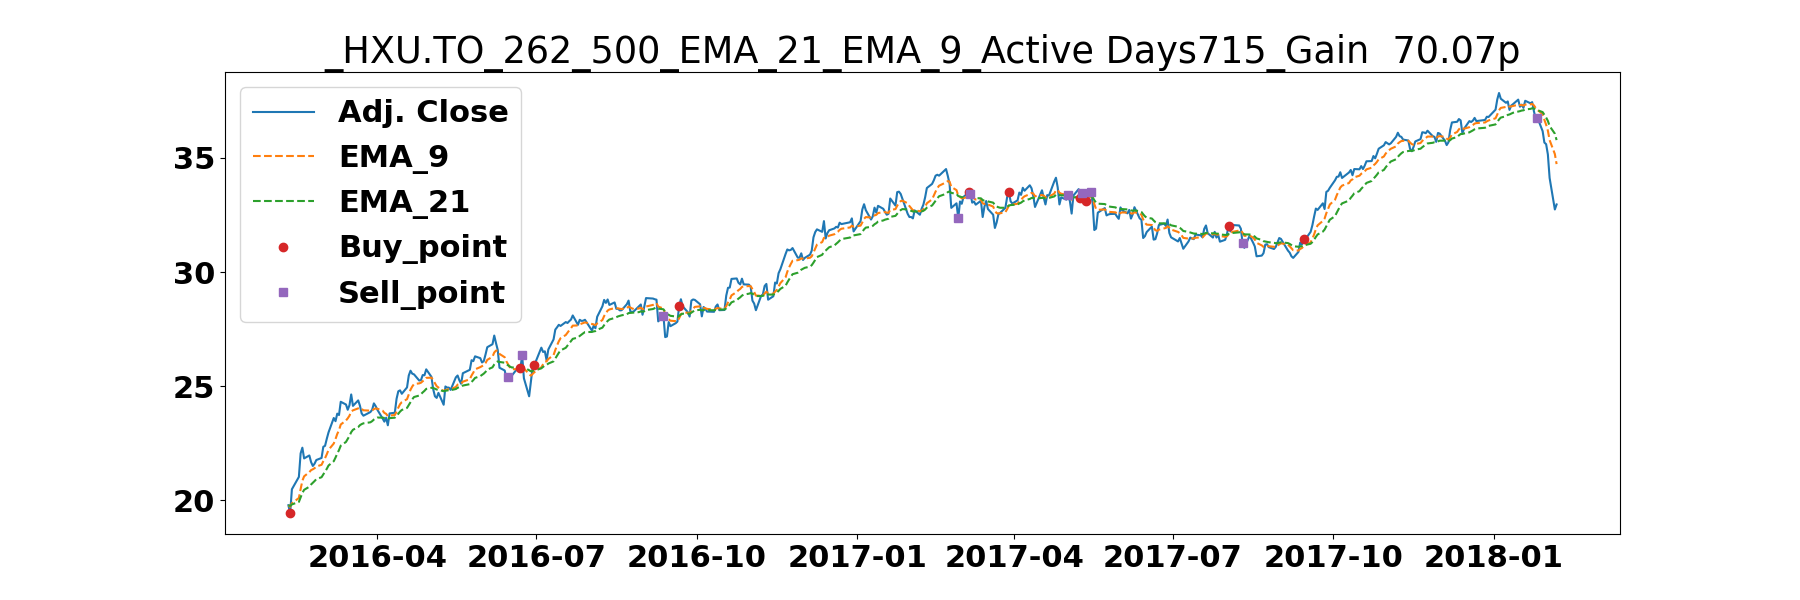 _HXU.TO_262_500_EMA_21_EMA_9_Active Days715_Gain  70.07p
Adj. Close
EMA_9
EMA_21
Buy_point
Sell_point
35
30
25
20
2016-04 2016-07 2016-10 2017-01 2017-04 2017-07 2017-10 2018-01